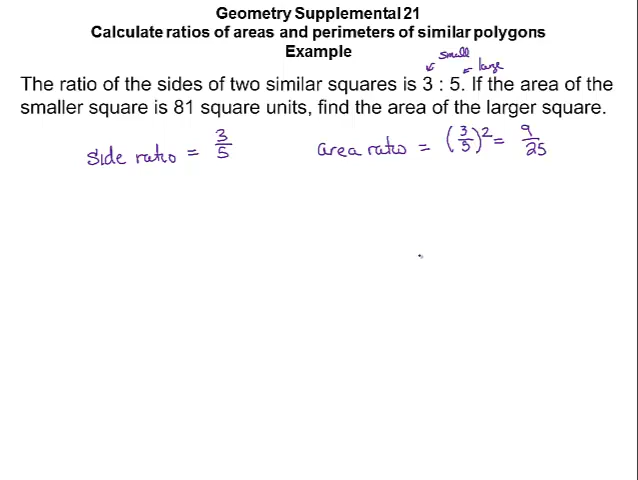 Geometry Supplemental 21
Calculate ratios of areas and perimeters of similar polygons
Example
small
large
The ratio of the sides of two similar squares is 3 : 5. If the area of the
smaller square is 81 square units, find the area of the larger square.
side ratio = 3/5 area ratio = (3/5)² = 9/25